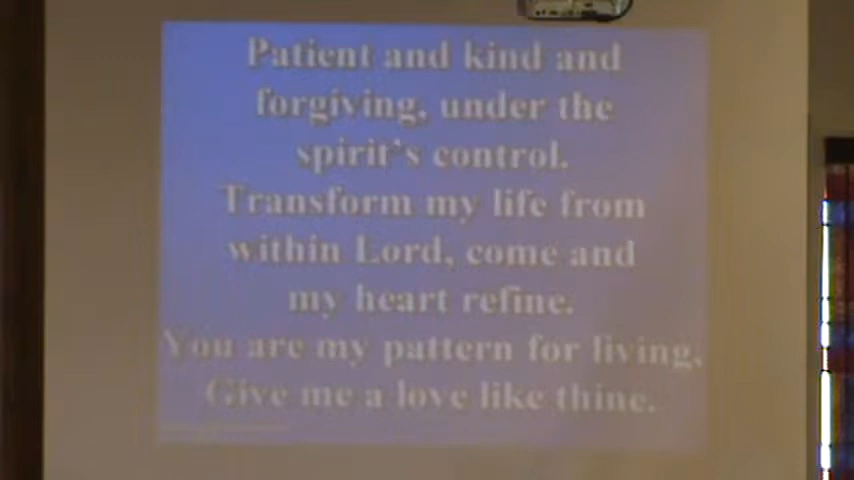 Patient and kind and
forgiving, under the
spirit's control.
Transform my life from
within Lord, come and
my heart refine.
You are my pattern for living,
Give me a love like thine.